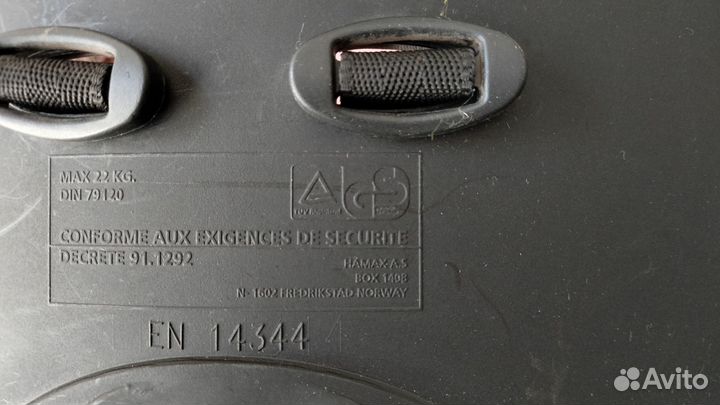 MAX 22 KG.
DIN 79120
CONFORME AUX EXIGENCES DE SECURITE
DECRETE 91.1292
HAMAX A.S
BOX 1498
N-1602 FREDRIKSTAD NORWAY
EN 14344
Avito